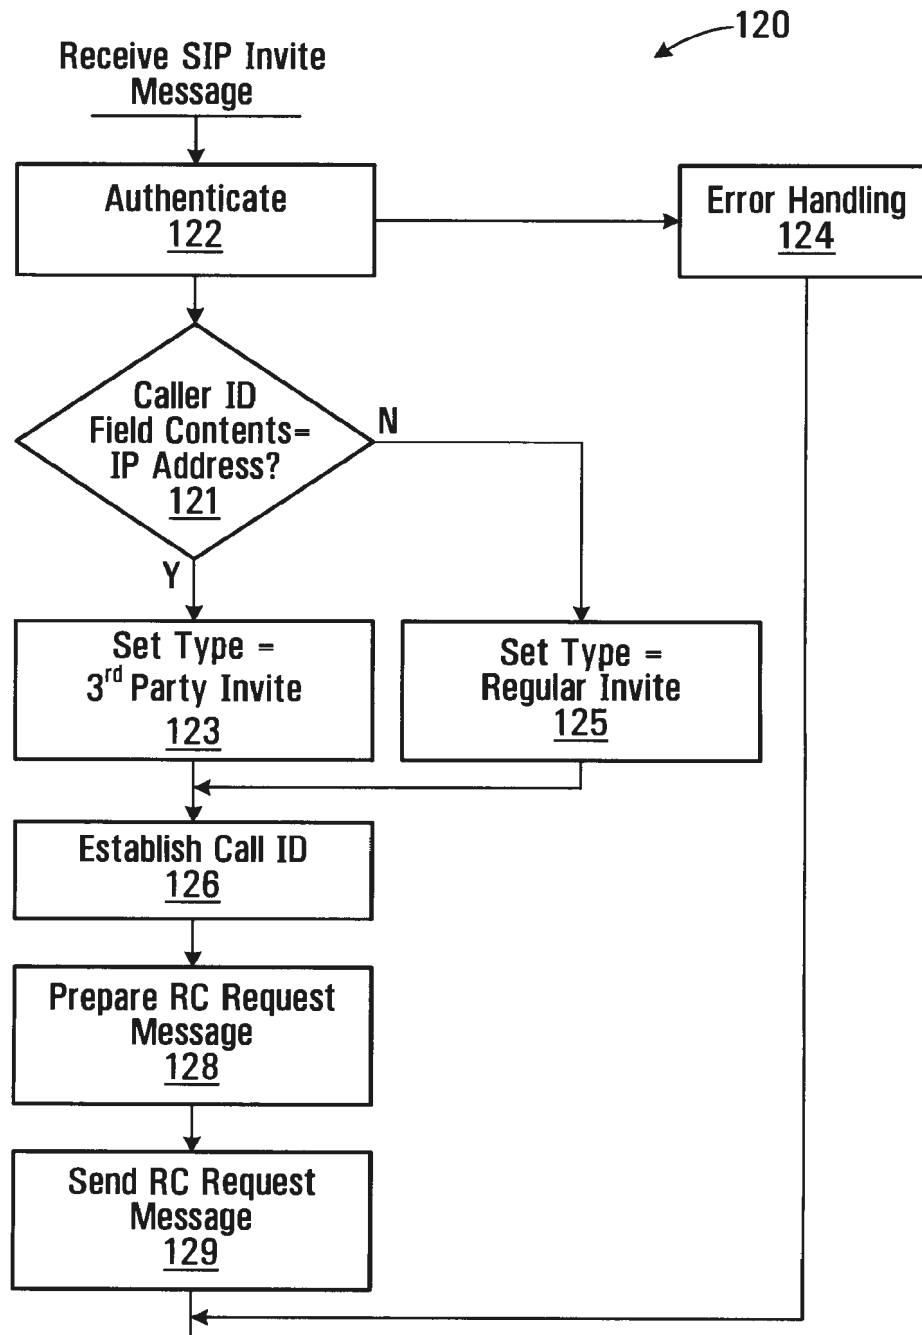 120
Receive SIP Invite
Message
Authenticate
122
Error Handling
124
Caller ID
Field Contents=
IP Address?
121
N
Y
Set Type =
3rd Party Invite
123
Set Type =
Regular Invite
125
Establish Call ID
126
Prepare RC Request
Message
128
Send RC Request
Message
129